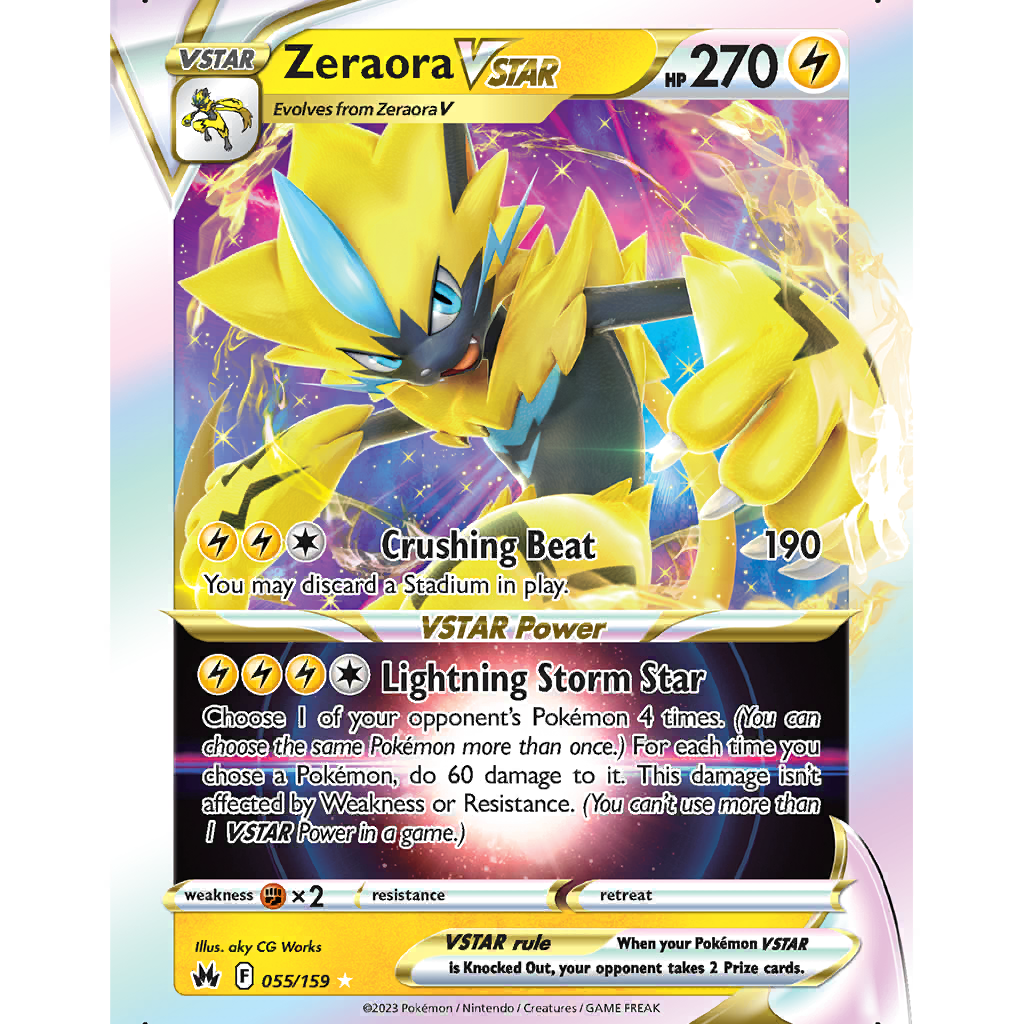 VSTAR
Zeraora VSTAR
HP 270
Evolves from Zeraora V
Crushing Beat 190
You may discard a Stadium in play.
VSTAR Power
Lightning Storm Star
Choose 1 of your opponent's Pokémon 4 times. (You can
choose the same Pokémon more than once.) For each time you
chose a Pokémon, do 60 damage to it. This damage isn't
affected by Weakness or Resistance. (You can't use more than
1 VSTAR Power in a game.)
weakness ×2 resistance retreat
Illus. aky CG Works
VSTAR rule When your Pokémon VSTAR
is Knocked Out, your opponent takes 2 Prize cards.
F 055/159
©2023 Pokémon / Nintendo / Creatures / GAME FREAK